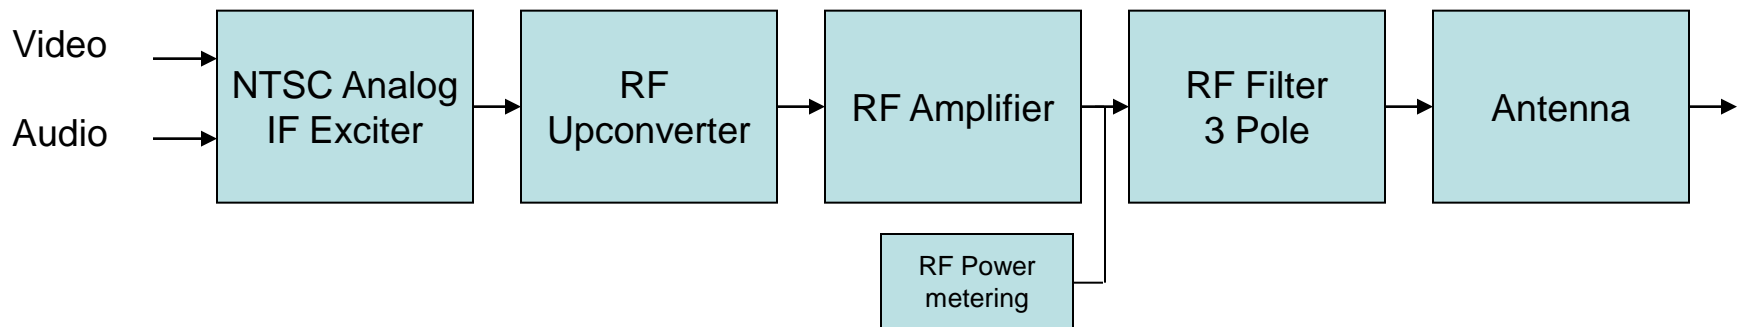 Video
Audio
NTSC Analog
IF Exciter
RF
Upconverter
RF Amplifier
RF Filter
3 Pole
Antenna
RF Power
metering